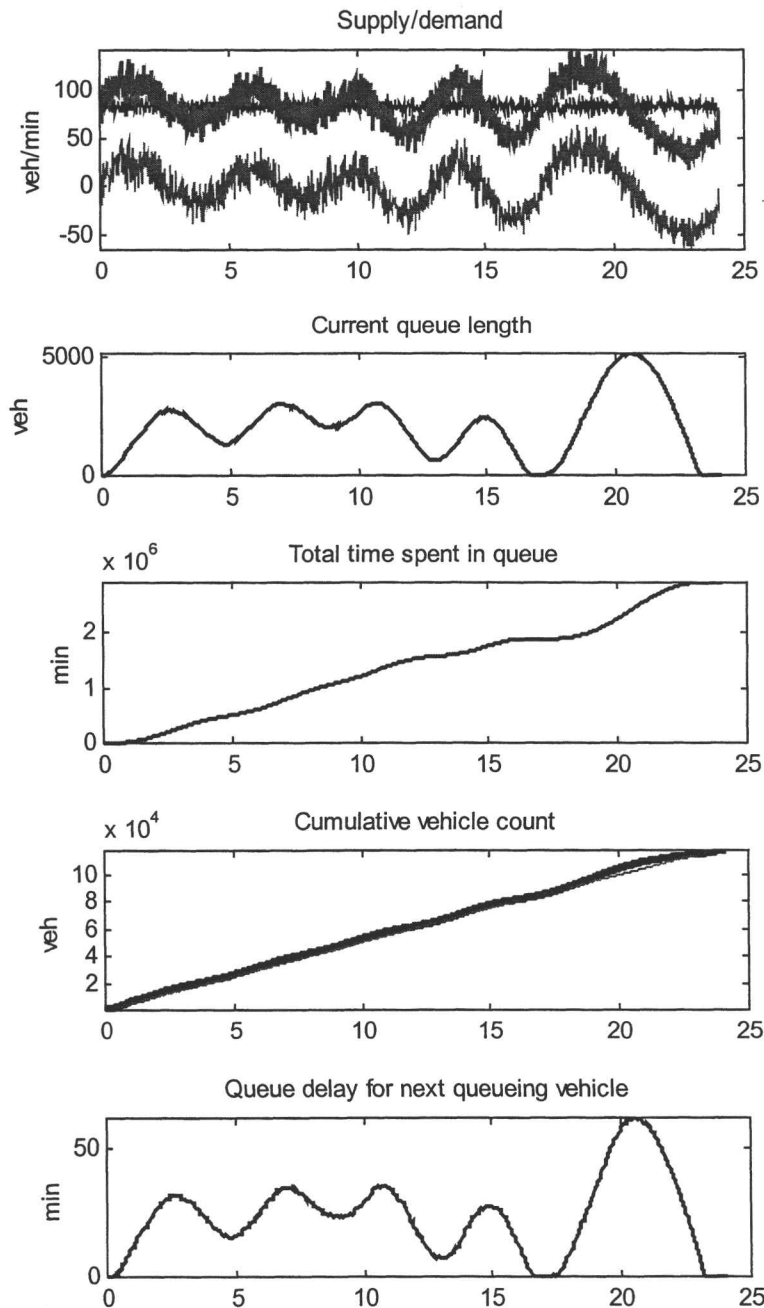 Supply/demand
veh/min
100
50
0
-50
0 5 10 15 20 25
Current queue length
veh
5000
0
0 5 10 15 20 25
x 10^6
Total time spent in queue
min
2
1
0
0 5 10 15 20 25
x 10^4
Cumulative vehicle count
veh
10
8
6
4
2
0 5 10 15 20 25
Queue delay for next queueing vehicle
min
50
0
0 5 10 15 20 25